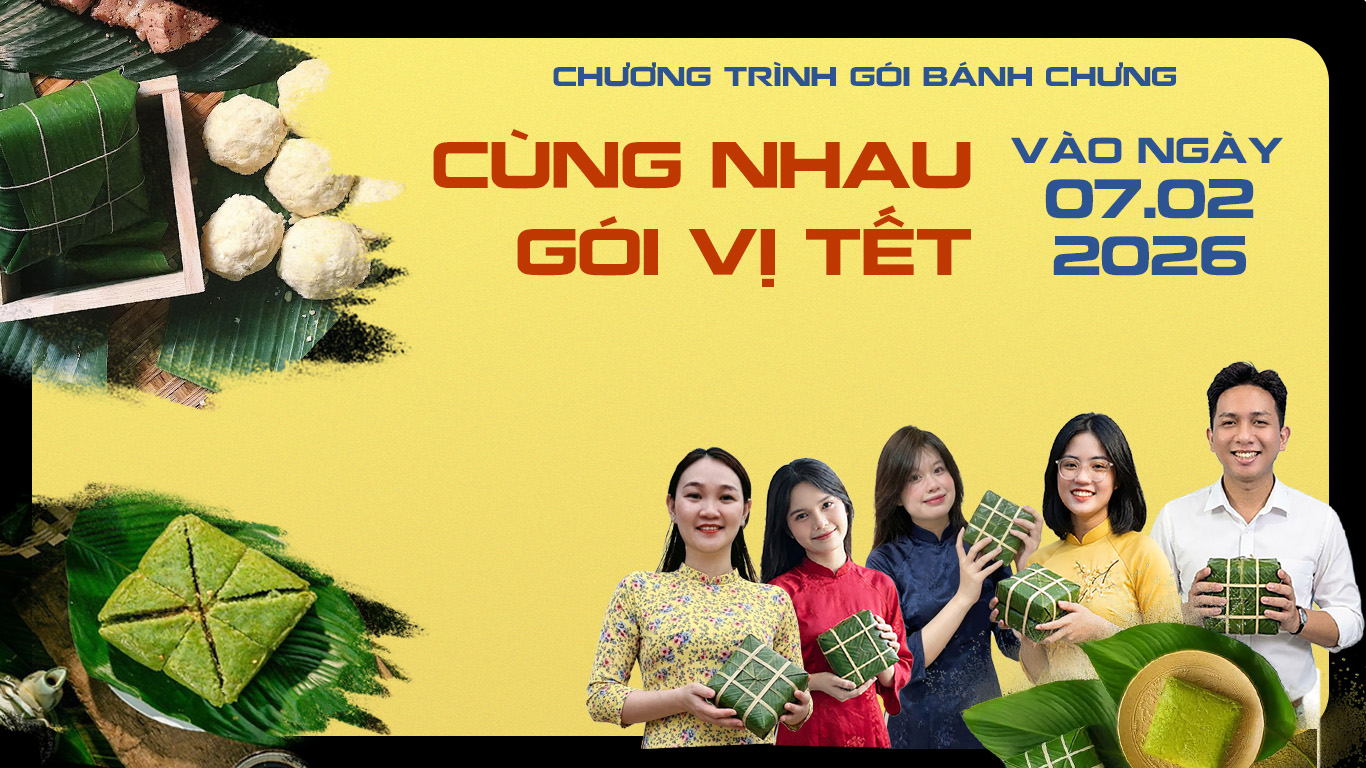 CHƯƠNG TRÌNH GÓI BÁNH CHƯNG
CÙNG NHAU
GÓI VỊ TẾT
VÀO NGÀY
07.02
2026